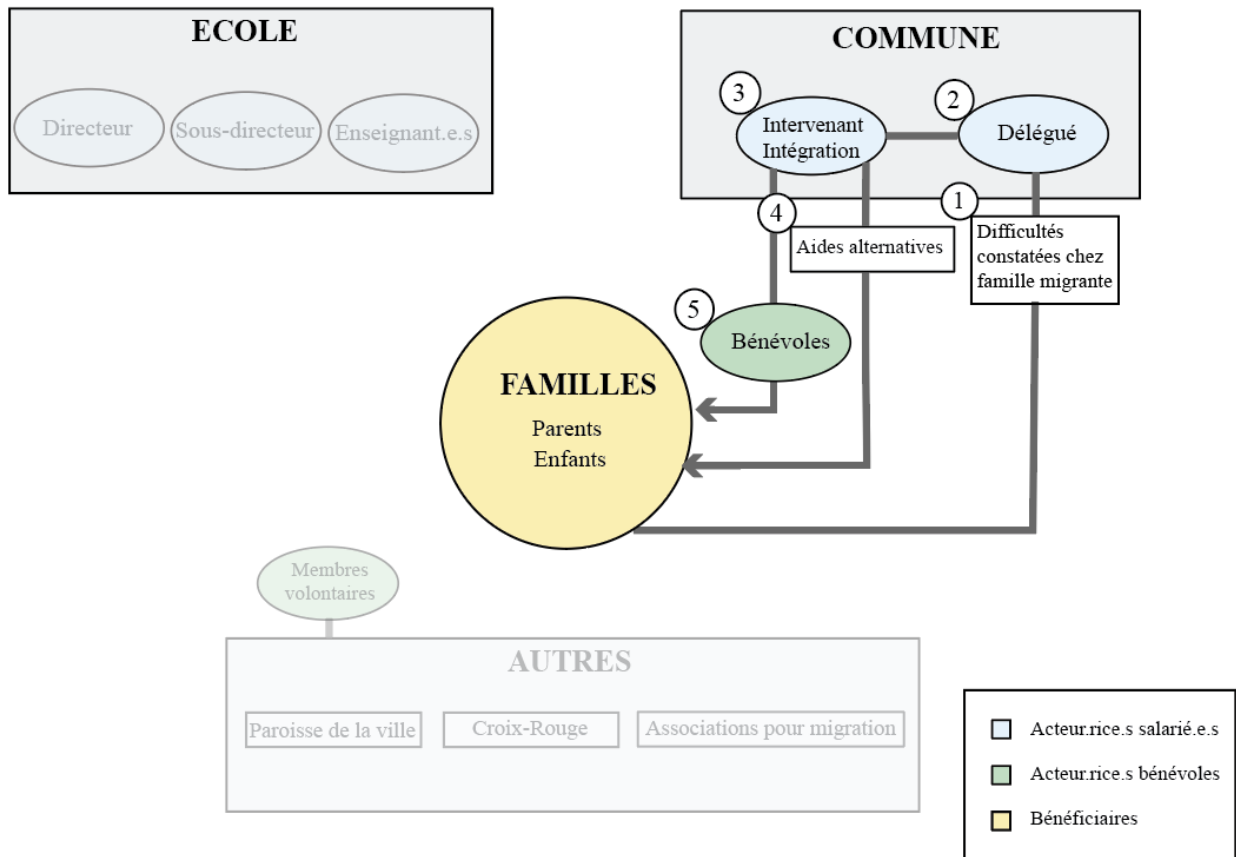 ECOLE
Directeur
Sous-directeur
Enseignant.e.s
COMMUNE
3
Intervenant
Intégration
2
Délégué
4
Aides alternatives
1
Difficultés
constatées chez
famille migrante
5
Bénévoles
FAMILLES
Parents
Enfants
Membres
volontaires
AUTRES
Paroisse de la ville
Croix-Rouge
Associations pour migration
Acteur.rice.s salarié.e.s
Acteur.rice.s bénévoles
Bénéficiaires